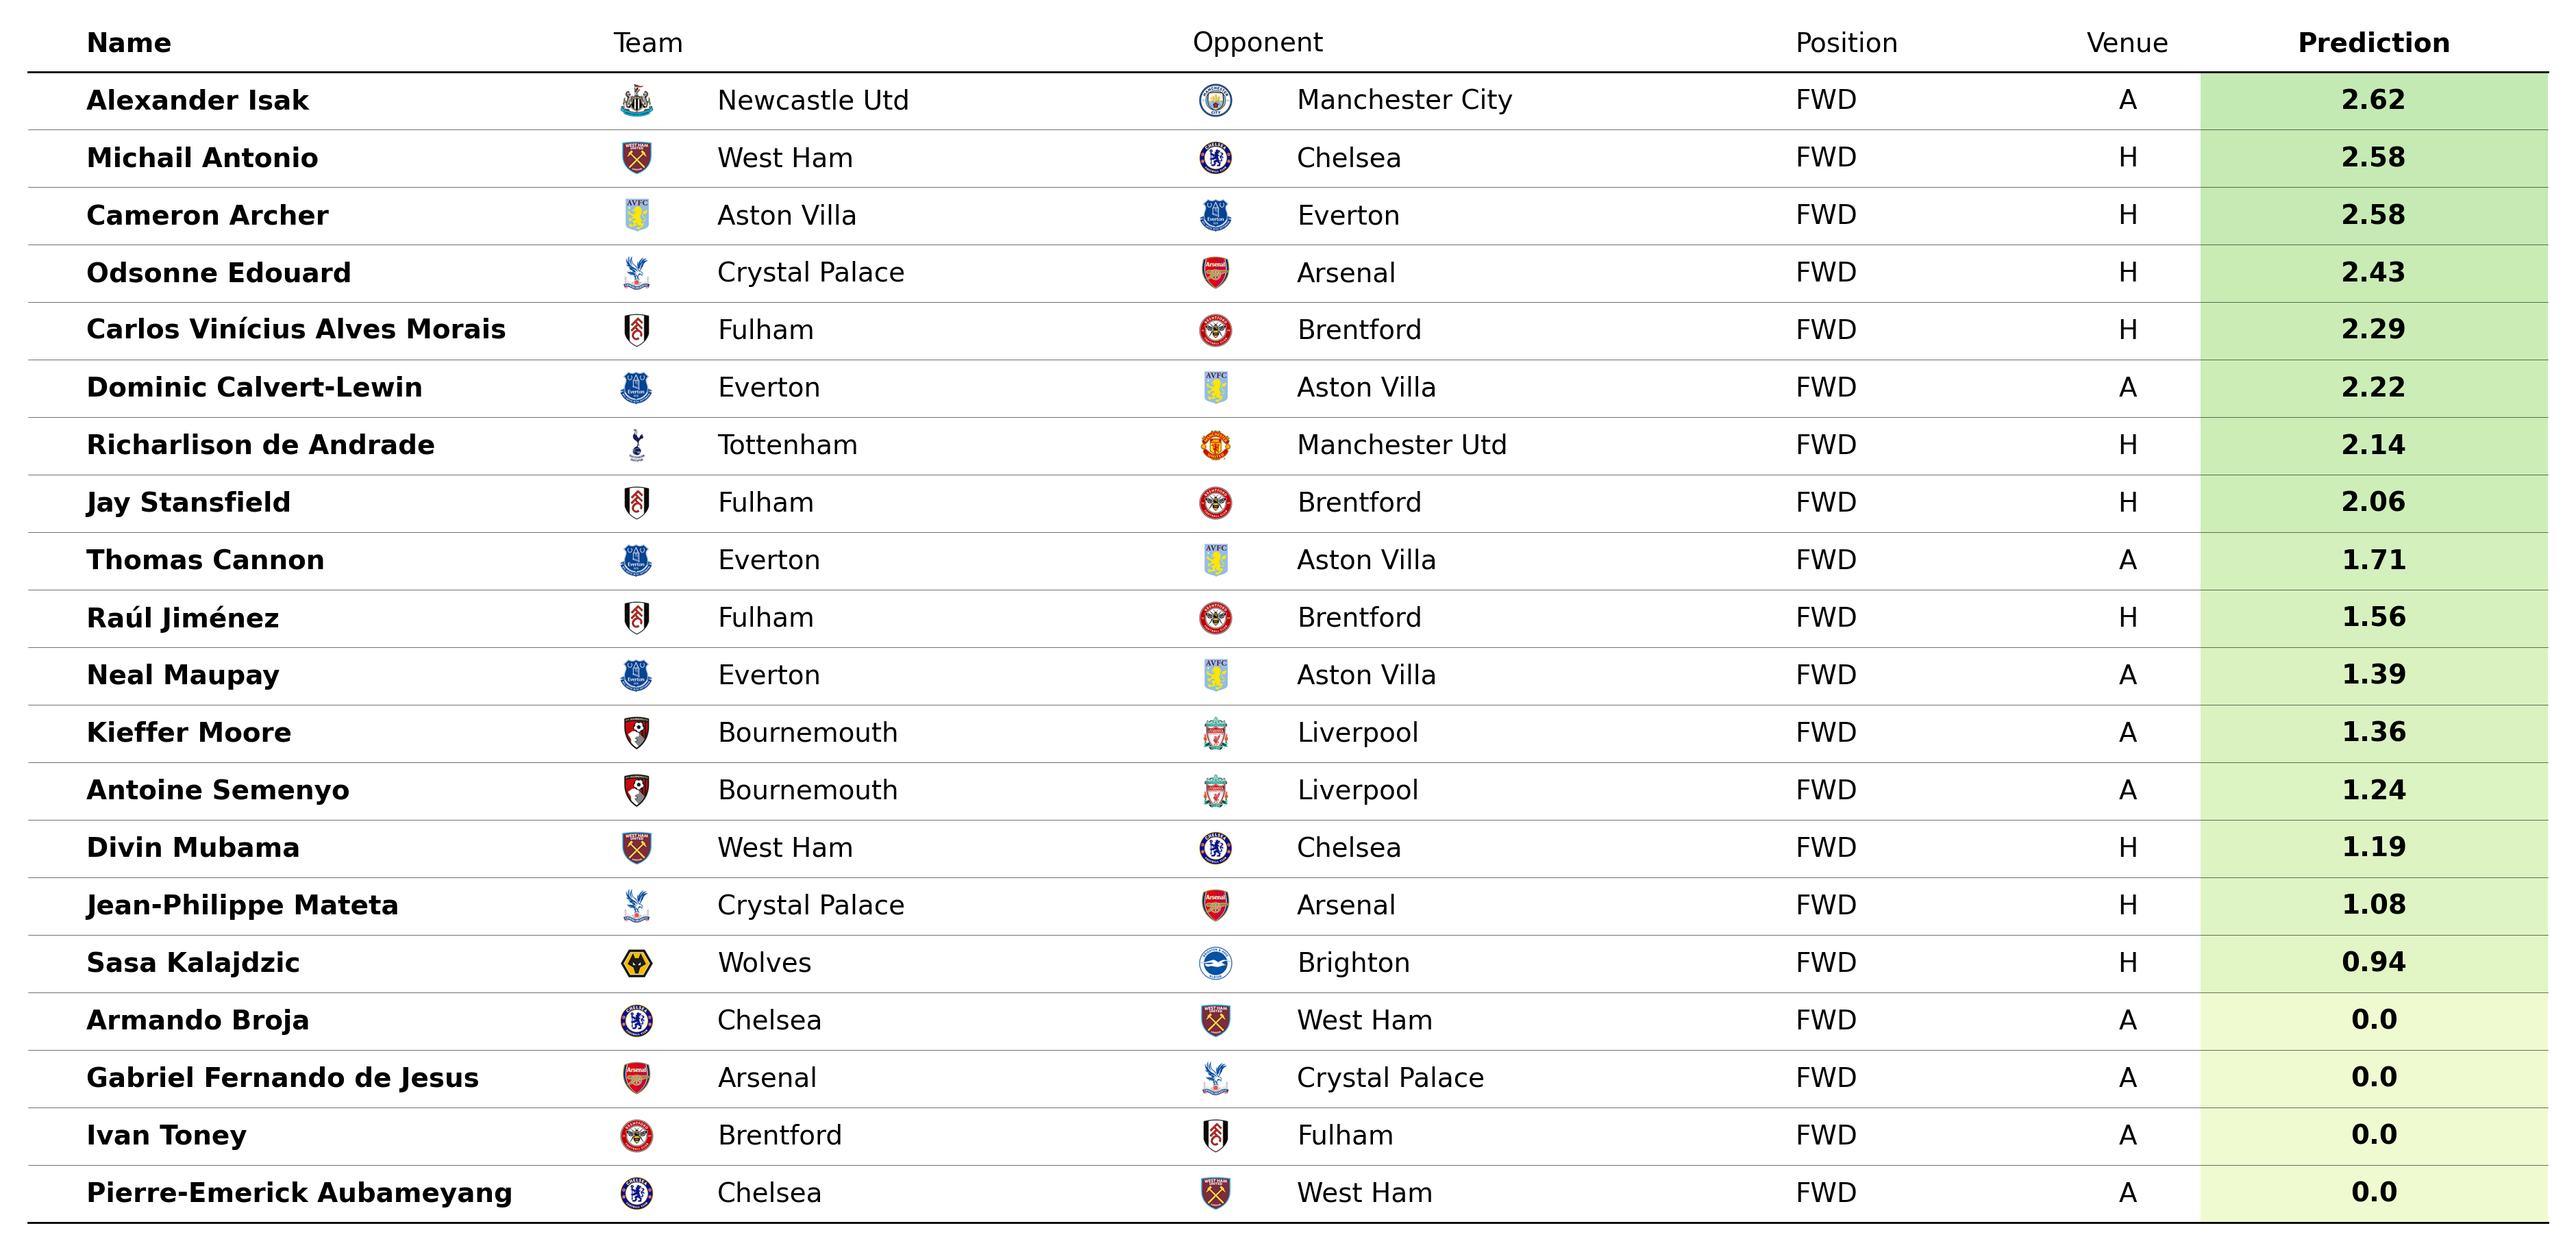 Name Team Opponent Position Venue Prediction
Alexander Isak Newcastle Utd Manchester City FWD A 2.62
Michail Antonio West Ham Chelsea FWD H 2.58
Cameron Archer Aston Villa Everton FWD H 2.58
Odsonne Edouard Crystal Palace Arsenal FWD H 2.43
Carlos Vinícius Alves Morais Fulham Brentford FWD H 2.29
Dominic Calvert-Lewin Everton Aston Villa FWD A 2.22
Richarlison de Andrade Tottenham Manchester Utd FWD H 2.14
Jay Stansfield Fulham Brentford FWD H 2.06
Thomas Cannon Everton Aston Villa FWD A 1.71
Raúl Jiménez Fulham Brentford FWD H 1.56
Neal Maupay Everton Aston Villa FWD A 1.39
Kieffer Moore Bournemouth Liverpool FWD A 1.36
Antoine Semenyo Bournemouth Liverpool FWD A 1.24
Divin Mubama West Ham Chelsea FWD H 1.19
Jean-Philippe Mateta Crystal Palace Arsenal FWD H 1.08
Sasa Kalajdzic Wolves Brighton FWD H 0.94
Armando Broja Chelsea West Ham FWD A 0.0
Gabriel Fernando de Jesus Arsenal Crystal Palace FWD A 0.0
Ivan Toney Brentford Fulham FWD A 0.0
Pierre-Emerick Aubameyang Chelsea West Ham FWD A 0.0